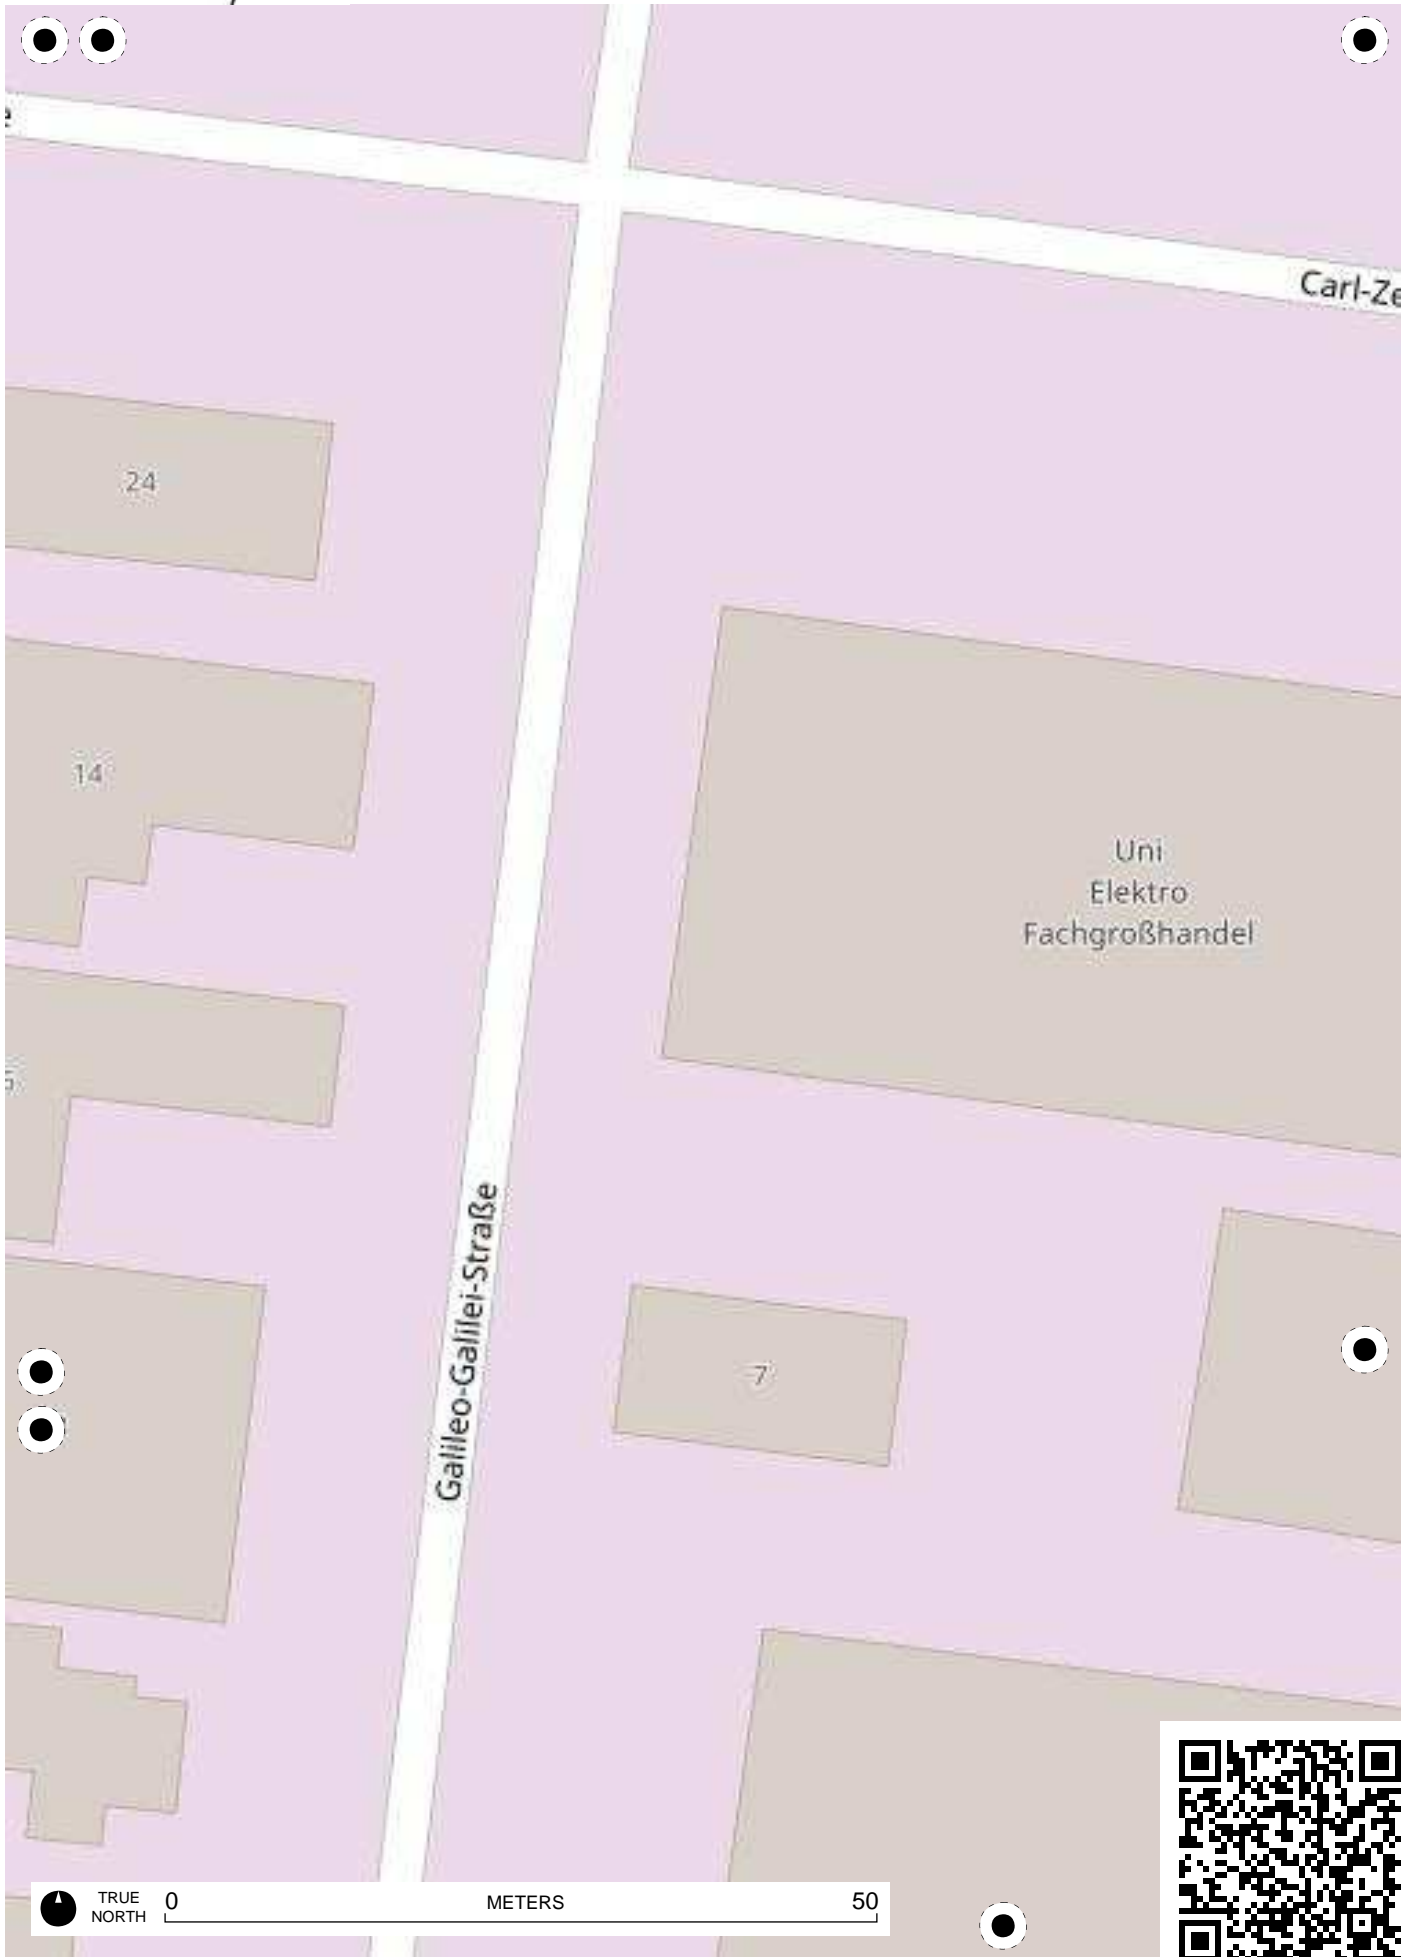 Carl-Ze
24
14
Uni
Elektro
Fachgroßhandel
Galileo-Galilei-Straße
7
TRUE
NORTH
0 METERS 50